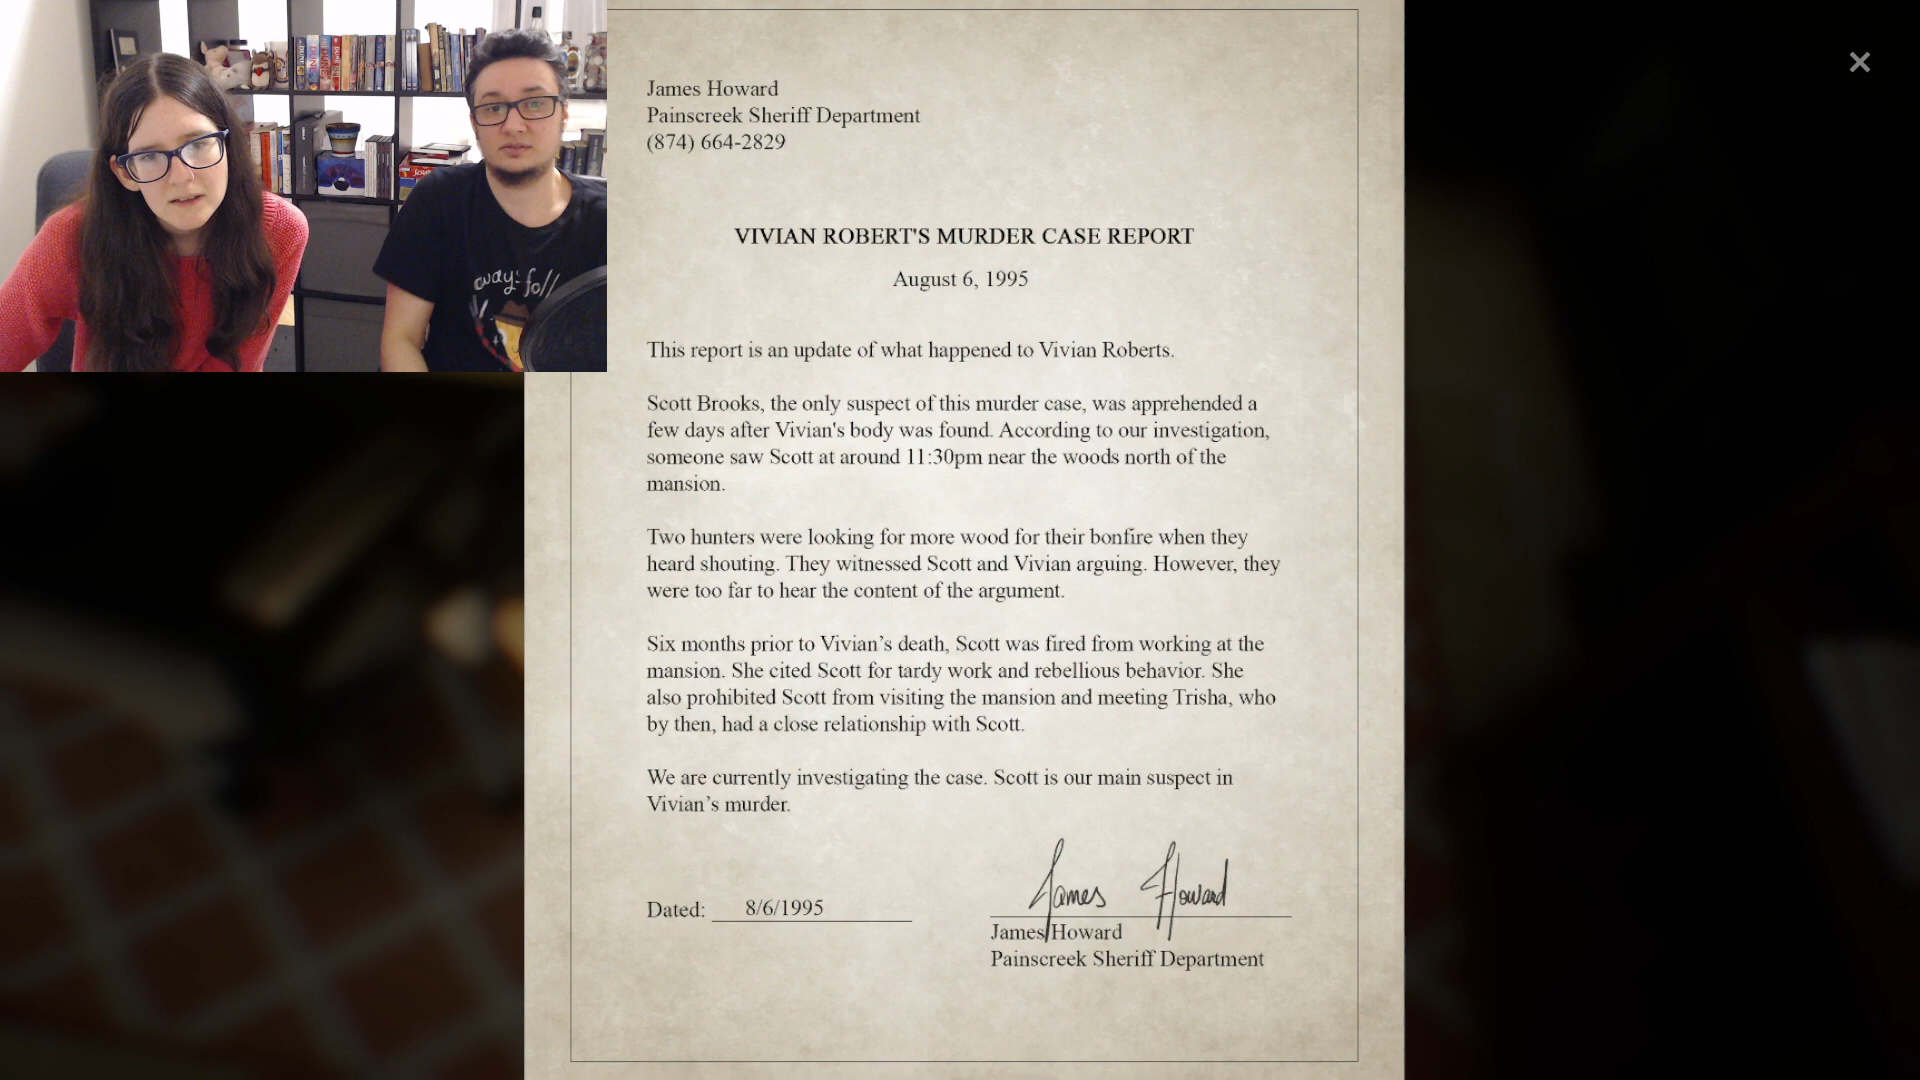 James Howard
Painscreek Sheriff Department
(874) 664-2829
VIVIAN ROBERT'S MURDER CASE REPORT
August 6, 1995
This report is an update of what happened to Vivian Roberts.
Scott Brooks, the only suspect of this murder case, was apprehended a
few days after Vivian's body was found. According to our investigation,
someone saw Scott at around 11:30pm near the woods north of the
mansion.
Two hunters were looking for more wood for their bonfire when they
heard shouting. They witnessed Scott and Vivian arguing. However, they
were too far to hear the content of the argument.
Six months prior to Vivian’s death, Scott was fired from working at the
mansion. She cited Scott for tardy work and rebellious behavior. She
also prohibited Scott from visiting the mansion and meeting Trisha, who
by then, had a close relationship with Scott.
We are currently investigating the case. Scott is our main suspect in
Vivian’s murder.
James Howard
Dated: 8/6/1995
James Howard
Painscreek Sheriff Department
DUNE